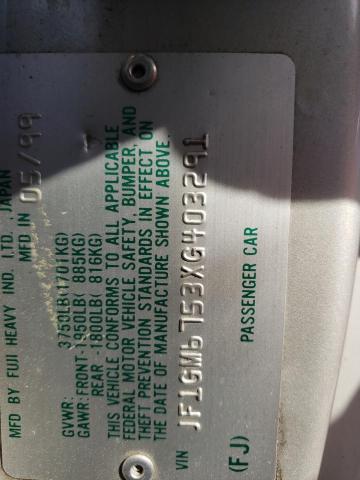 MFD BY FUJI HEAVY IND. LTD. JAPAN
MFD IN 05/99
GVWR: 3750LB(1701KG)
GAWR: FRONT-1950LB( 885KG)
REAR -1800LB( 816KG)
THIS VEHICLE CONFORMS TO ALL APPLICABLE
FEDERAL MOTOR VEHICLE SAFETY, BUMPER, AND
THEFT PREVENTION STANDARDS IN EFFECT ON
THE DATE OF MANUFACTURE SHOWN ABOVE.
VIN JF1GM6753XG403291
(FJ) PASSENGER CAR